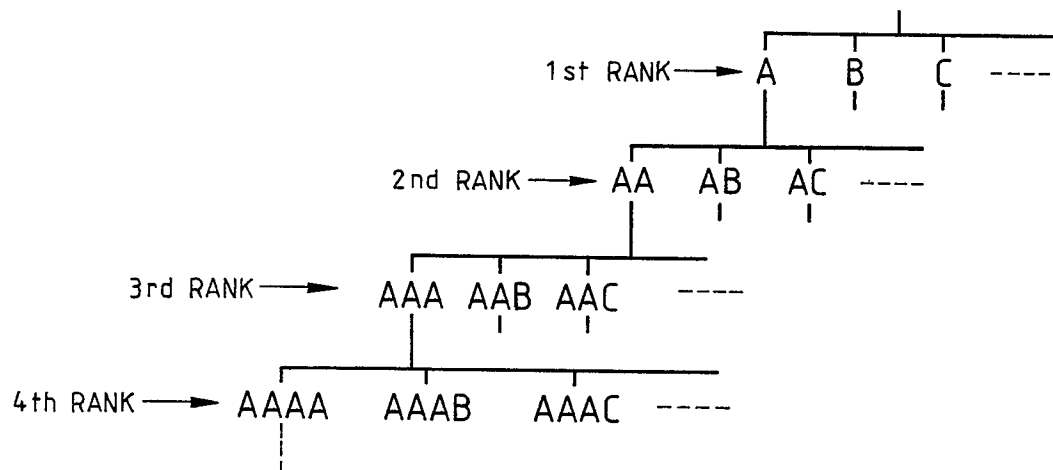 1st RANK A B C ----
2nd RANK AA AB AC ----
3rd RANK AAA AAB AAC ----
4th RANK AAAA AAAB AAAC ----